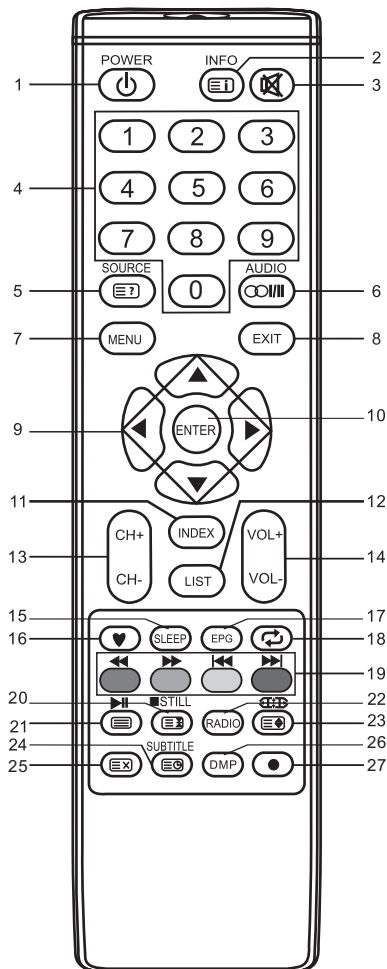 POWER INFO 2
1 3
1 2 3
4 4 5 6
7 8 9
SOURCE AUDIO
5 ? 0 I/II 6
7 MENU EXIT 8
9 ENTER 10
11 INDEX 12
13 CH+ VOL+ 14
CH- LIST VOL-
15 SLEEP EPG 17
16 18
19
20 STILL 22
21 RADIO 23
24 SUBTITLE 26
25 DMP 27